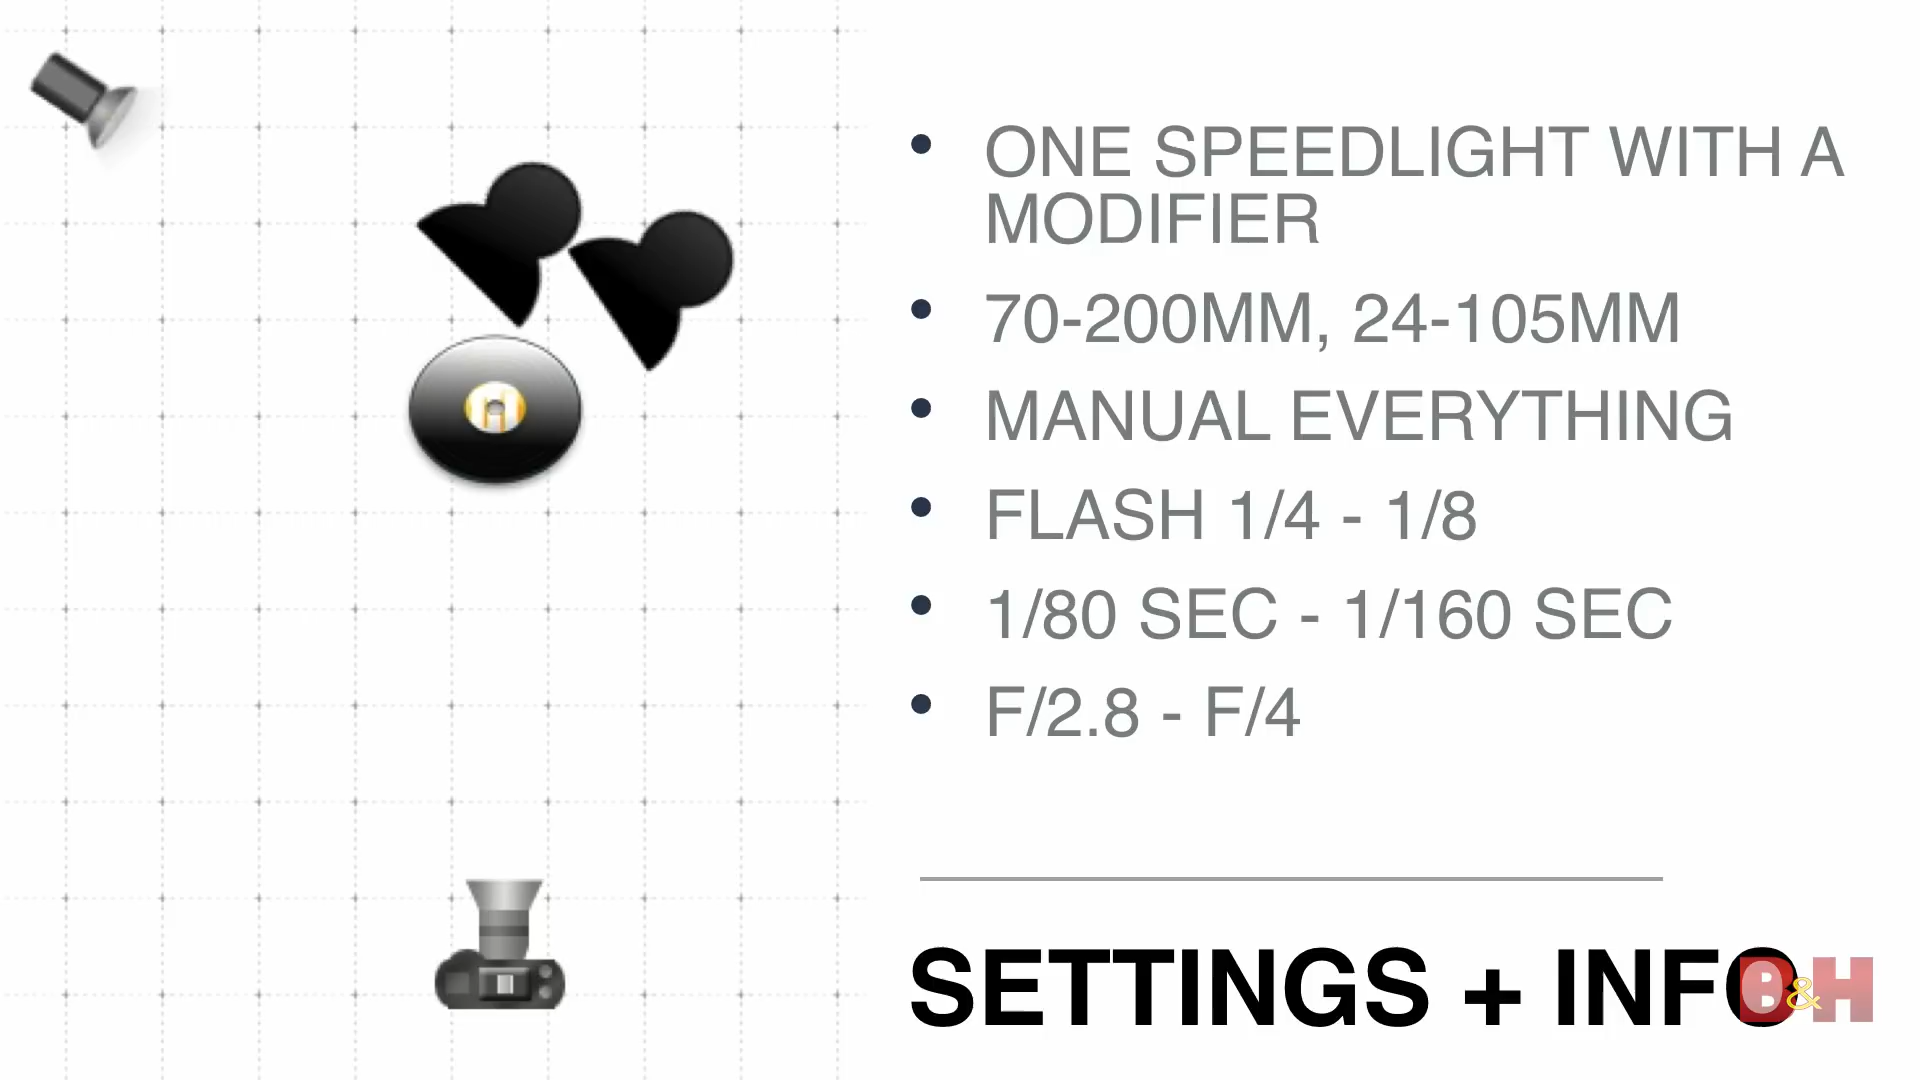 ONE SPEEDLIGHT WITH A
MODIFIER
70-200MM, 24-105MM
MANUAL EVERYTHING
FLASH 1/4 - 1/8
1/80 SEC - 1/160 SEC
F/2.8 - F/4
SETTINGS + INFO
B&H